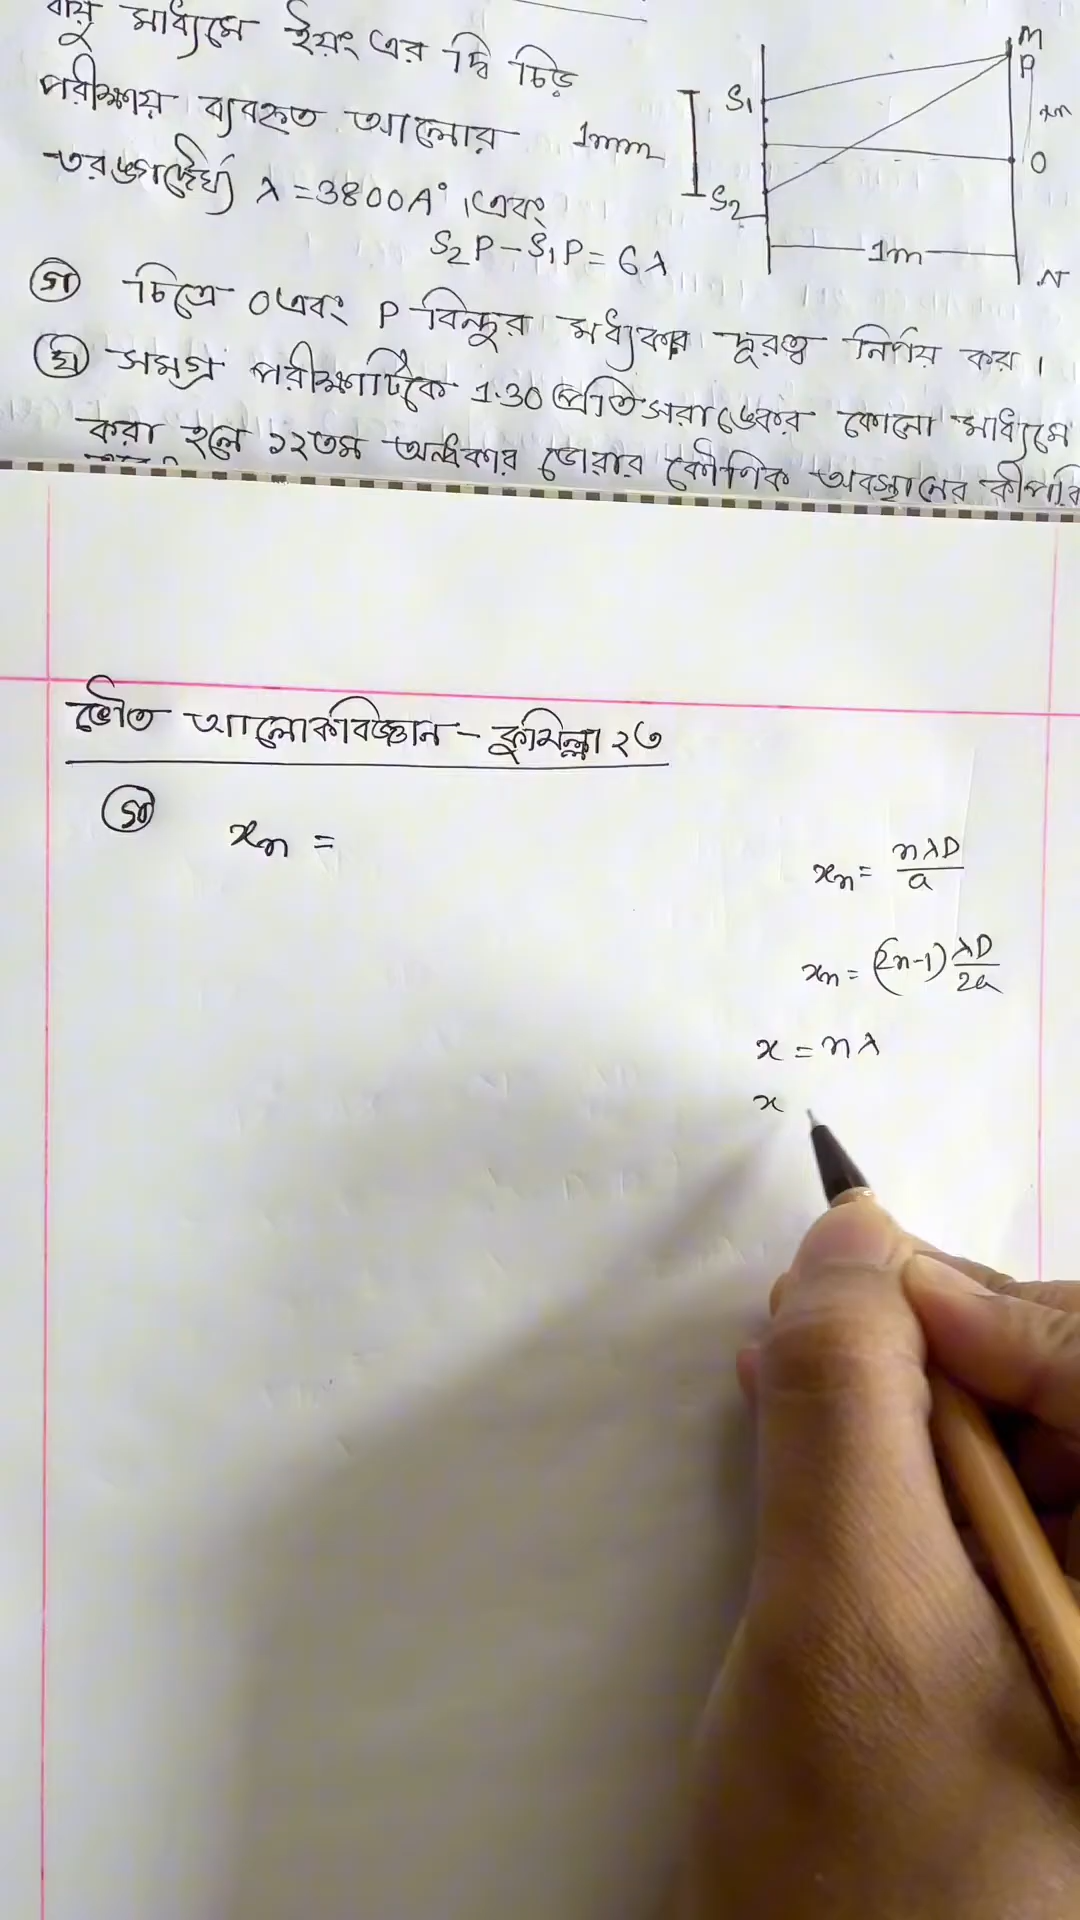 বায়ু মাধ্যমে ইয়ং এর দ্বি চিড়
পরীক্ষায় ব্যবহৃত আলোর
তরঙ্গদৈর্ঘ্য λ = 3800A° । এবং
S₂P – S₁P = 6λ
1mm
S₁
S₂
M
P
xn
O
1m
N
গ চিত্রে O এবং P বিন্দুর মধ্যকার দূরত্ব নির্ণয় কর ।
ঘ সমগ্র পরীক্ষাটিকে 1.30 প্রতিসরাঙ্কের কোনো মাধ্যমে
করা হলে ১২তম অন্ধকার ডোরার কৌণিক অবস্থানের কী পরি
ভৌত আলোকবিজ্ঞান – কুমিল্লা ২৩
গ xn =
xn = nλD/a
xn = (2n-1) λD/2a
x = nλ
x